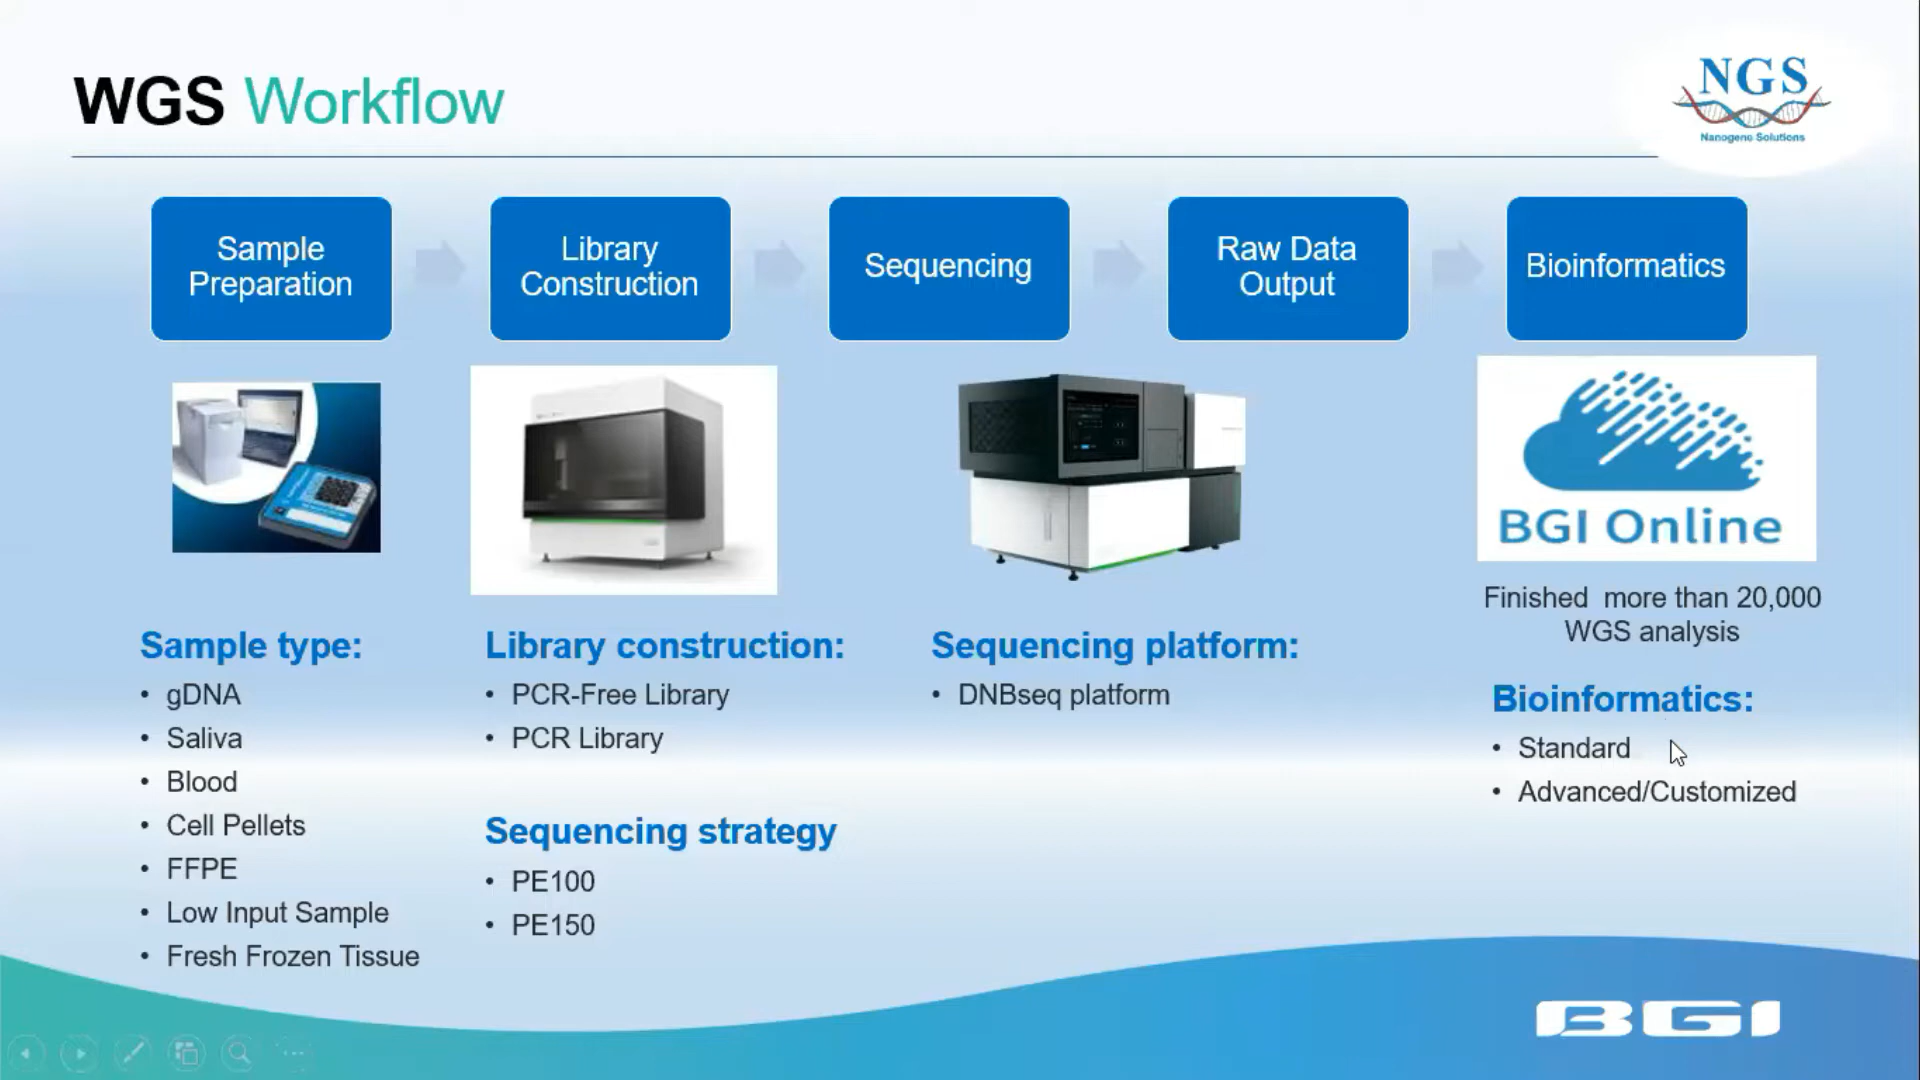 WGS Workflow
NGS
Nanogene Solutions
Sample
Preparation
Library
Construction
Sequencing
Raw Data
Output
Bioinformatics
BGI Online
Finished more than 20,000
WGS analysis
Sample type:
• gDNA
• Saliva
• Blood
• Cell Pellets
• FFPE
• Low Input Sample
• Fresh Frozen Tissue
Library construction:
• PCR-Free Library
• PCR Library
Sequencing strategy
• PE100
• PE150
Sequencing platform:
• DNBseq platform
Bioinformatics:
• Standard
• Advanced/Customized
BGI